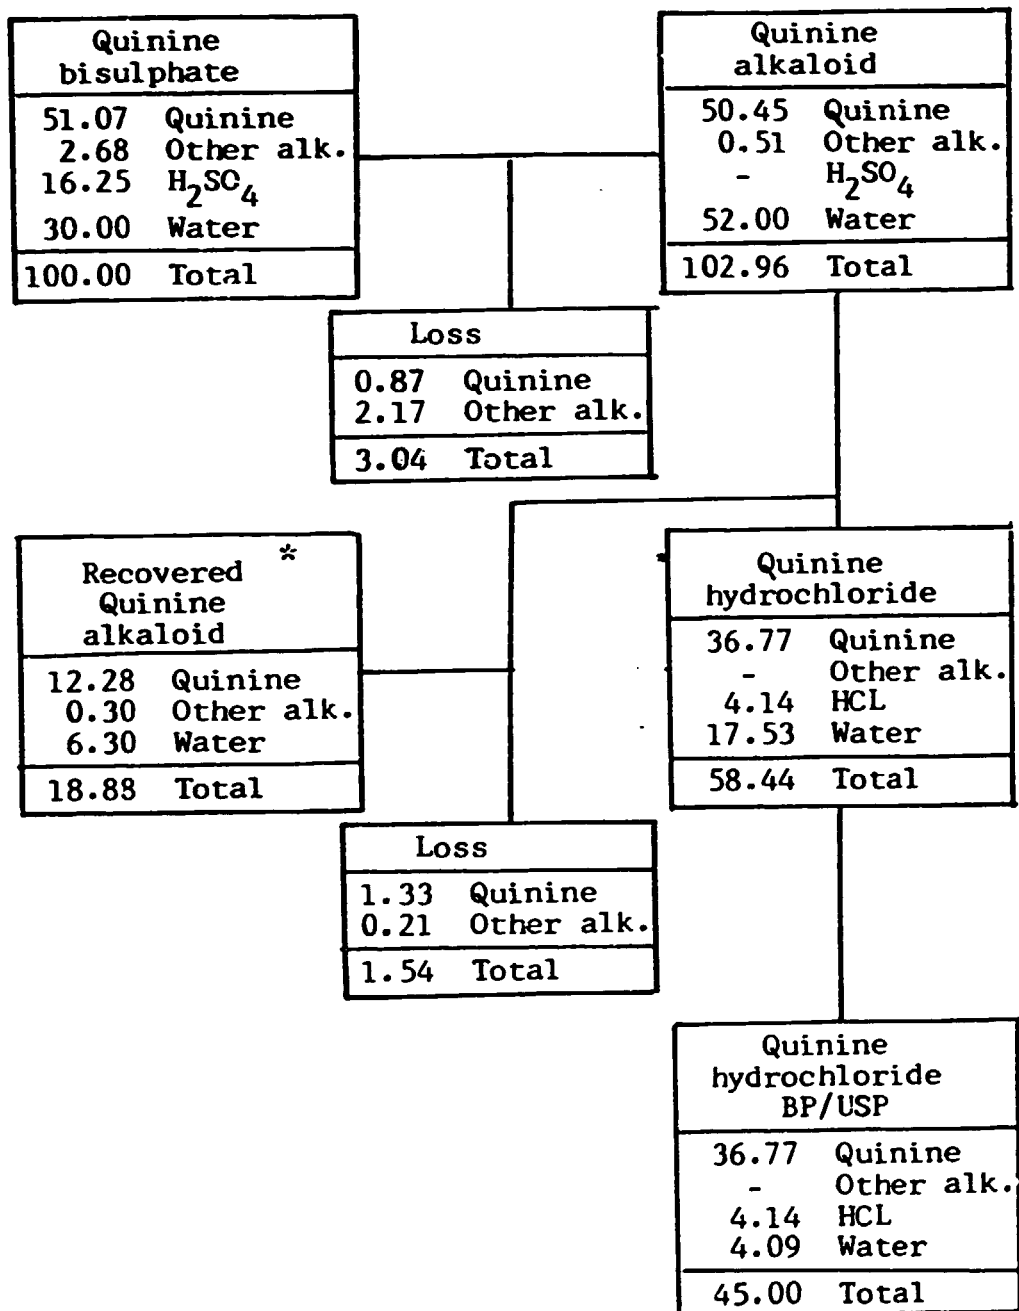 Quinine
bisulphate
51.07 Quinine
2.68 Other alk.
16.25 H2SO4
30.00 Water
100.00 Total
Quinine
alkaloid
50.45 Quinine
0.51 Other alk.
- H2SO4
52.00 Water
102.96 Total
Loss
0.87 Quinine
2.17 Other alk.
3.04 Total
Recovered *
Quinine
alkaloid
12.28 Quinine
0.30 Other alk.
6.30 Water
18.88 Total
Quinine
hydrochloride
36.77 Quinine
- Other alk.
4.14 HCL
17.53 Water
58.44 Total
Loss
1.33 Quinine
0.21 Other alk.
1.54 Total
Quinine
hydrochloride
BP/USP
36.77 Quinine
- Other alk.
4.14 HCL
4.09 Water
45.00 Total